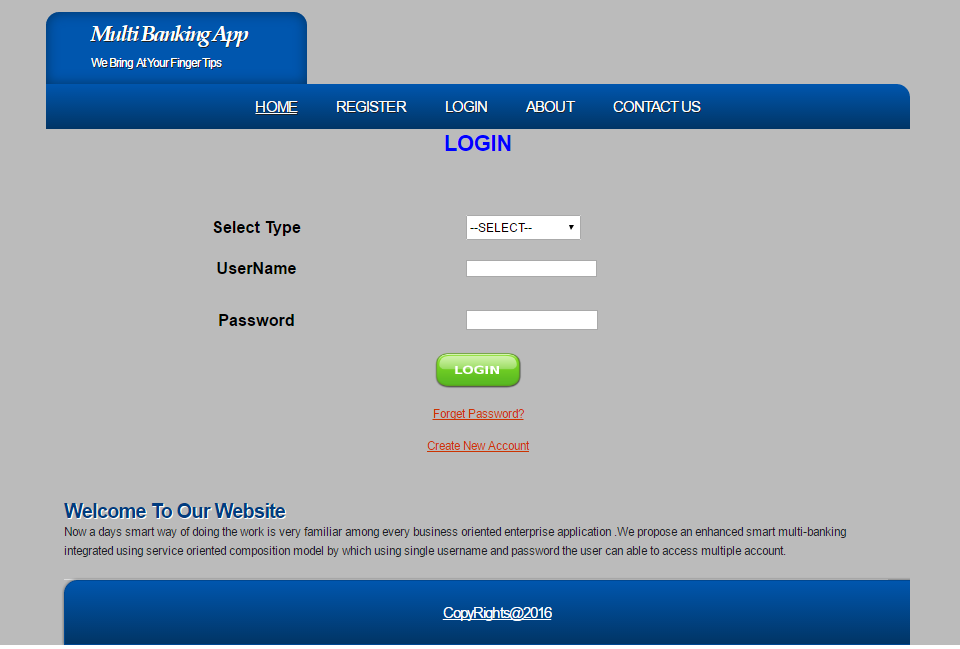 Multi Banking App
We Bring At Your Finger Tips
HOME REGISTER LOGIN ABOUT CONTACT US
LOGIN
Select Type --SELECT--
UserName
Password
LOGIN
Forget Password?
Create New Account
Welcome To Our Website
Now a days smart way of doing the work is very familiar among every business oriented enterprise application .We propose an enhanced smart multi-banking
integrated using service oriented composition model by which using single username and password the user can able to access multiple account.
CopyRights@2016